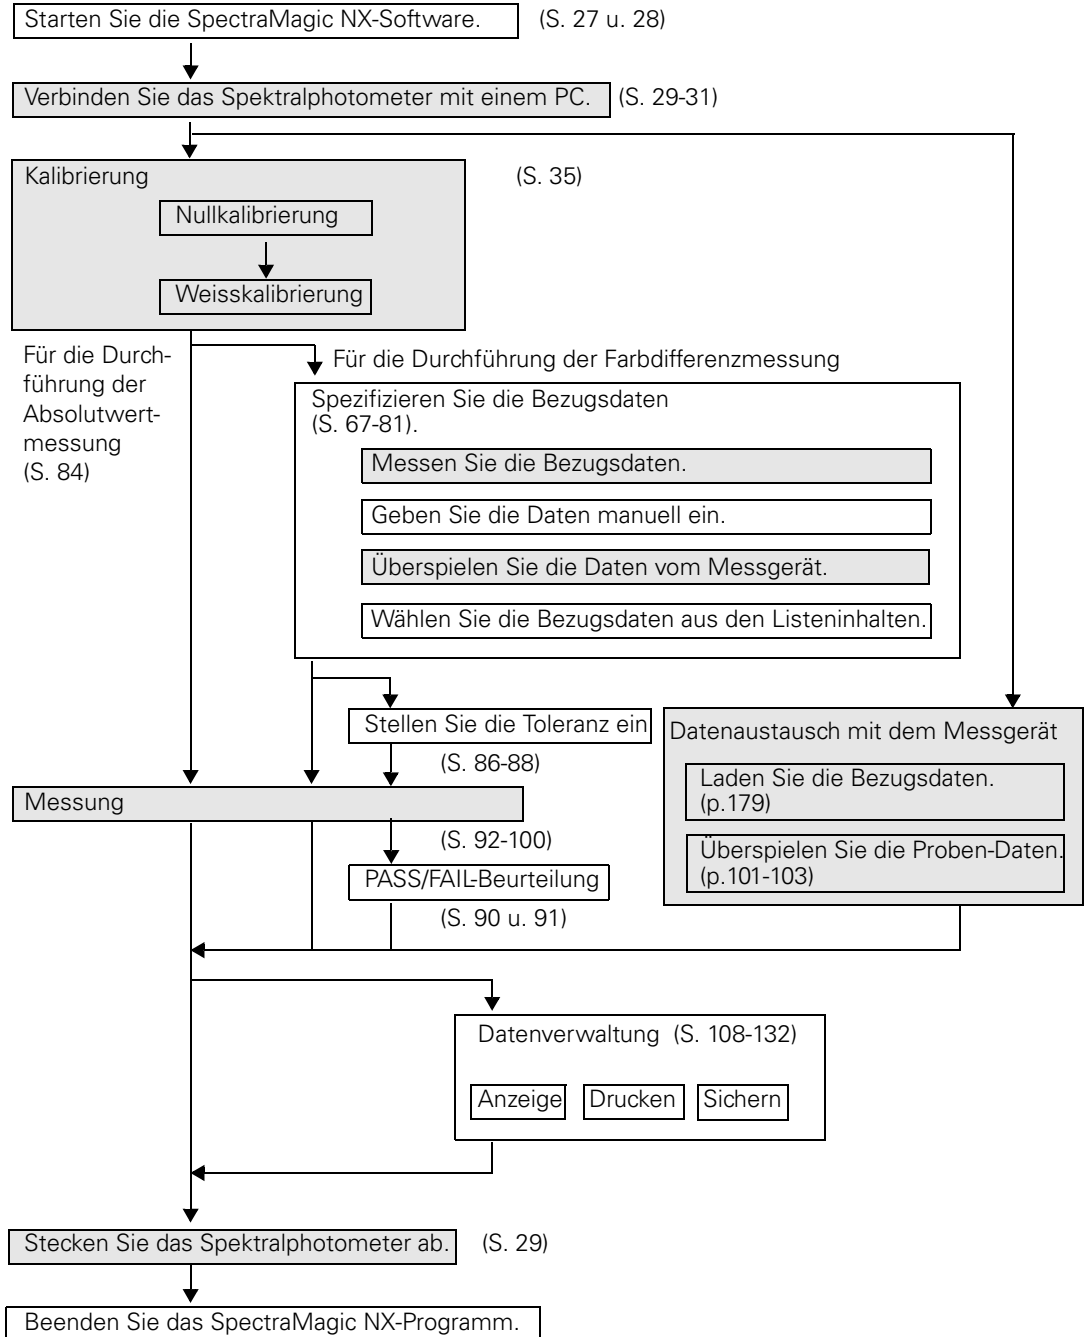 Starten Sie die SpectraMagic NX-Software. (S. 27 u. 28)
Verbinden Sie das Spektralphotometer mit einem PC. (S. 29-31)
Kalibrierung (S. 35)
Nullkalibrierung
Weisskalibrierung
Für die Durch-
führung der
Absolutwert-
messung
(S. 84)
Für die Durchführung der Farbdifferenzmessung
Spezifizieren Sie die Bezugsdaten
(S. 67-81).
Messen Sie die Bezugsdaten.
Geben Sie die Daten manuell ein.
Überspielen Sie die Daten vom Messgerät.
Wählen Sie die Bezugsdaten aus den Listeninhalten.
Stellen Sie die Toleranz ein
(S. 86-88)
Datenaustausch mit dem Messgerät
Laden Sie die Bezugsdaten.
(p.179)
Überspielen Sie die Proben-Daten.
(p.101-103)
Messung
(S. 92-100)
PASS/FAIL-Beurteilung
(S. 90 u. 91)
Datenverwaltung (S. 108-132)
Anzeige Drucken Sichern
Stecken Sie das Spektralphotometer ab. (S. 29)
Beenden Sie das SpectraMagic NX-Programm.